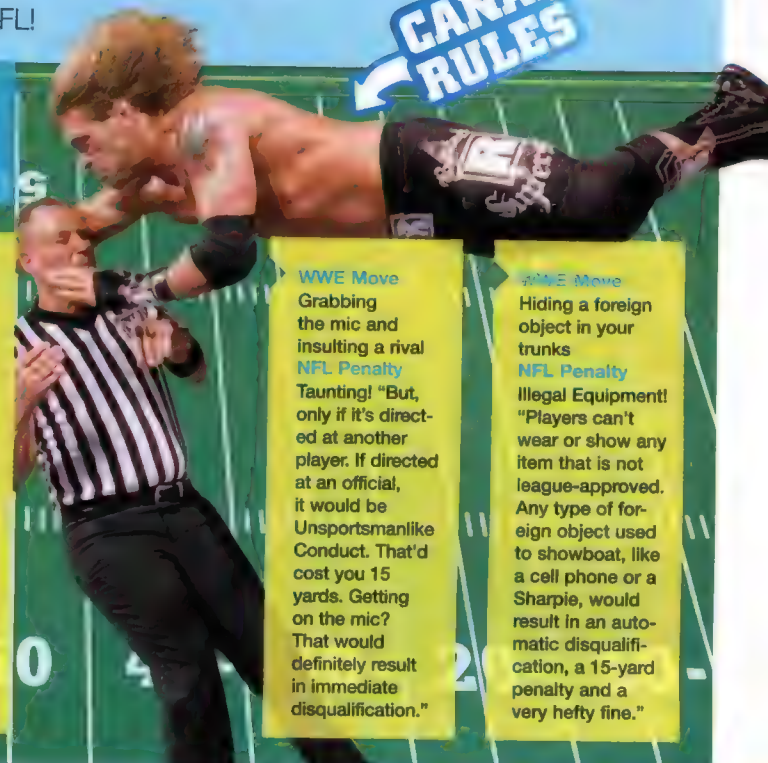 FL!
RULES
WWE Move
Grabbing
the mic and
insulting a rival
NFL Penalty
Taunting! “But,
only if it’s direct-
ed at another
player. If directed
at an official,
it would be
Unsportsmanlike
Conduct. That’d
cost you 15
yards. Getting
on the mic?
That would
definitely result
in immediate
disqualification.”
WWE Move
Hiding a foreign
object in your
trunks
NFL Penalty
Illegal Equipment!
“Players can’t
wear or show any
item that is not
league-approved.
Any type of for-
eign object used
to showboat, like
a cell phone or a
Sharpie, would
result in an auto-
matic disqualifi-
cation, a 15-yard
penalty and a
very hefty fine.”